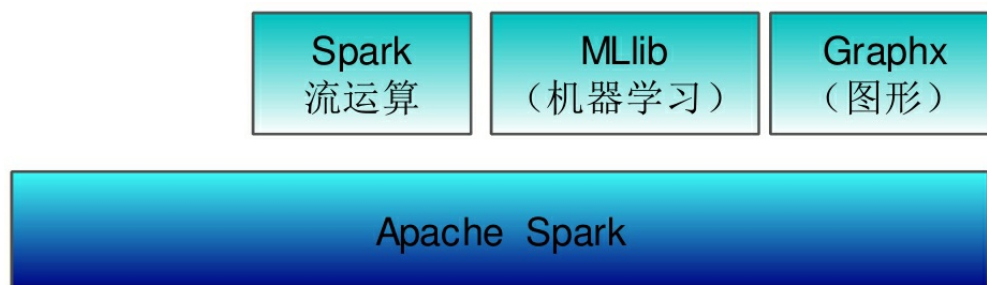 Spark
流运算
MLlib
（机器学习）
Graphx
（图形）
Apache Spark